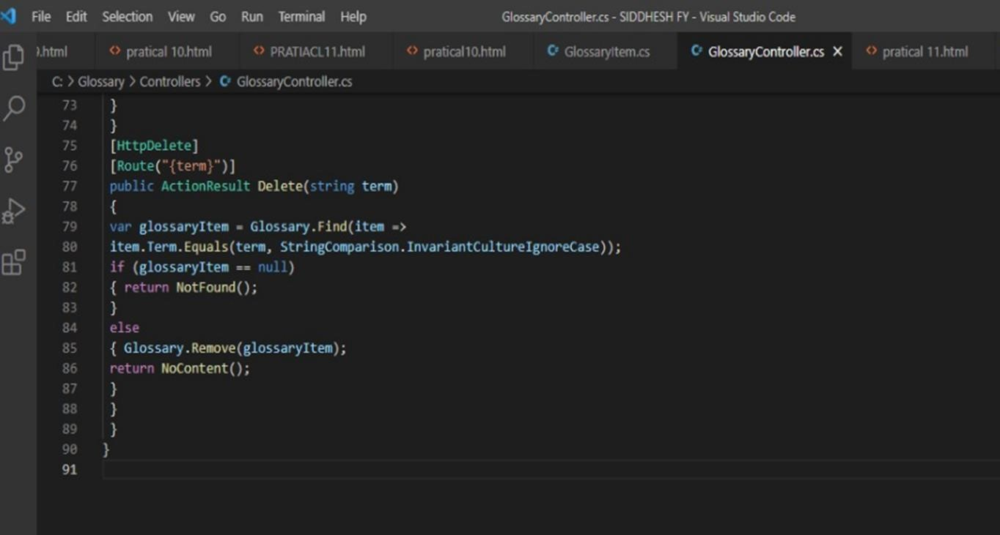 File Edit Selection View Go Run Terminal Help GlossaryController.cs - SIDDHESH FY - Visual Studio Code
.html <> pratical 10.html <> PRATIACL11.html <> pratical10.html GlossaryItem.cs GlossaryController.cs X <> pratical 11.html
C: > Glossary > Controllers > GlossaryController.cs
73 }
74 }
75 [HttpDelete]
76 [Route("{term}")]
77 public ActionResult Delete(string term)
78 {
79 var glossaryItem = Glossary.Find(item =>
80 item.Term.Equals(term, StringComparison.InvariantCultureIgnoreCase));
81 if (glossaryItem == null)
82 { return NotFound();
83 }
84 else
85 { Glossary.Remove(glossaryItem);
86 return NoContent();
87 }
88 }
89 }
90 }
91